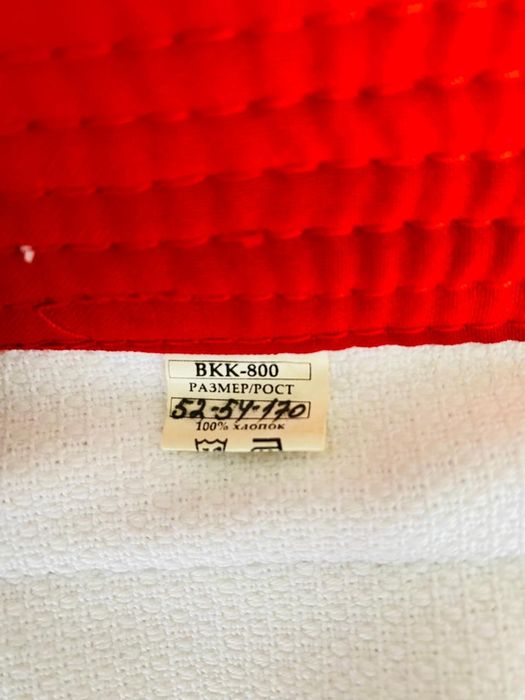 ВКК-800
РАЗМЕР/РОСТ
52-54-170
100% хлопок